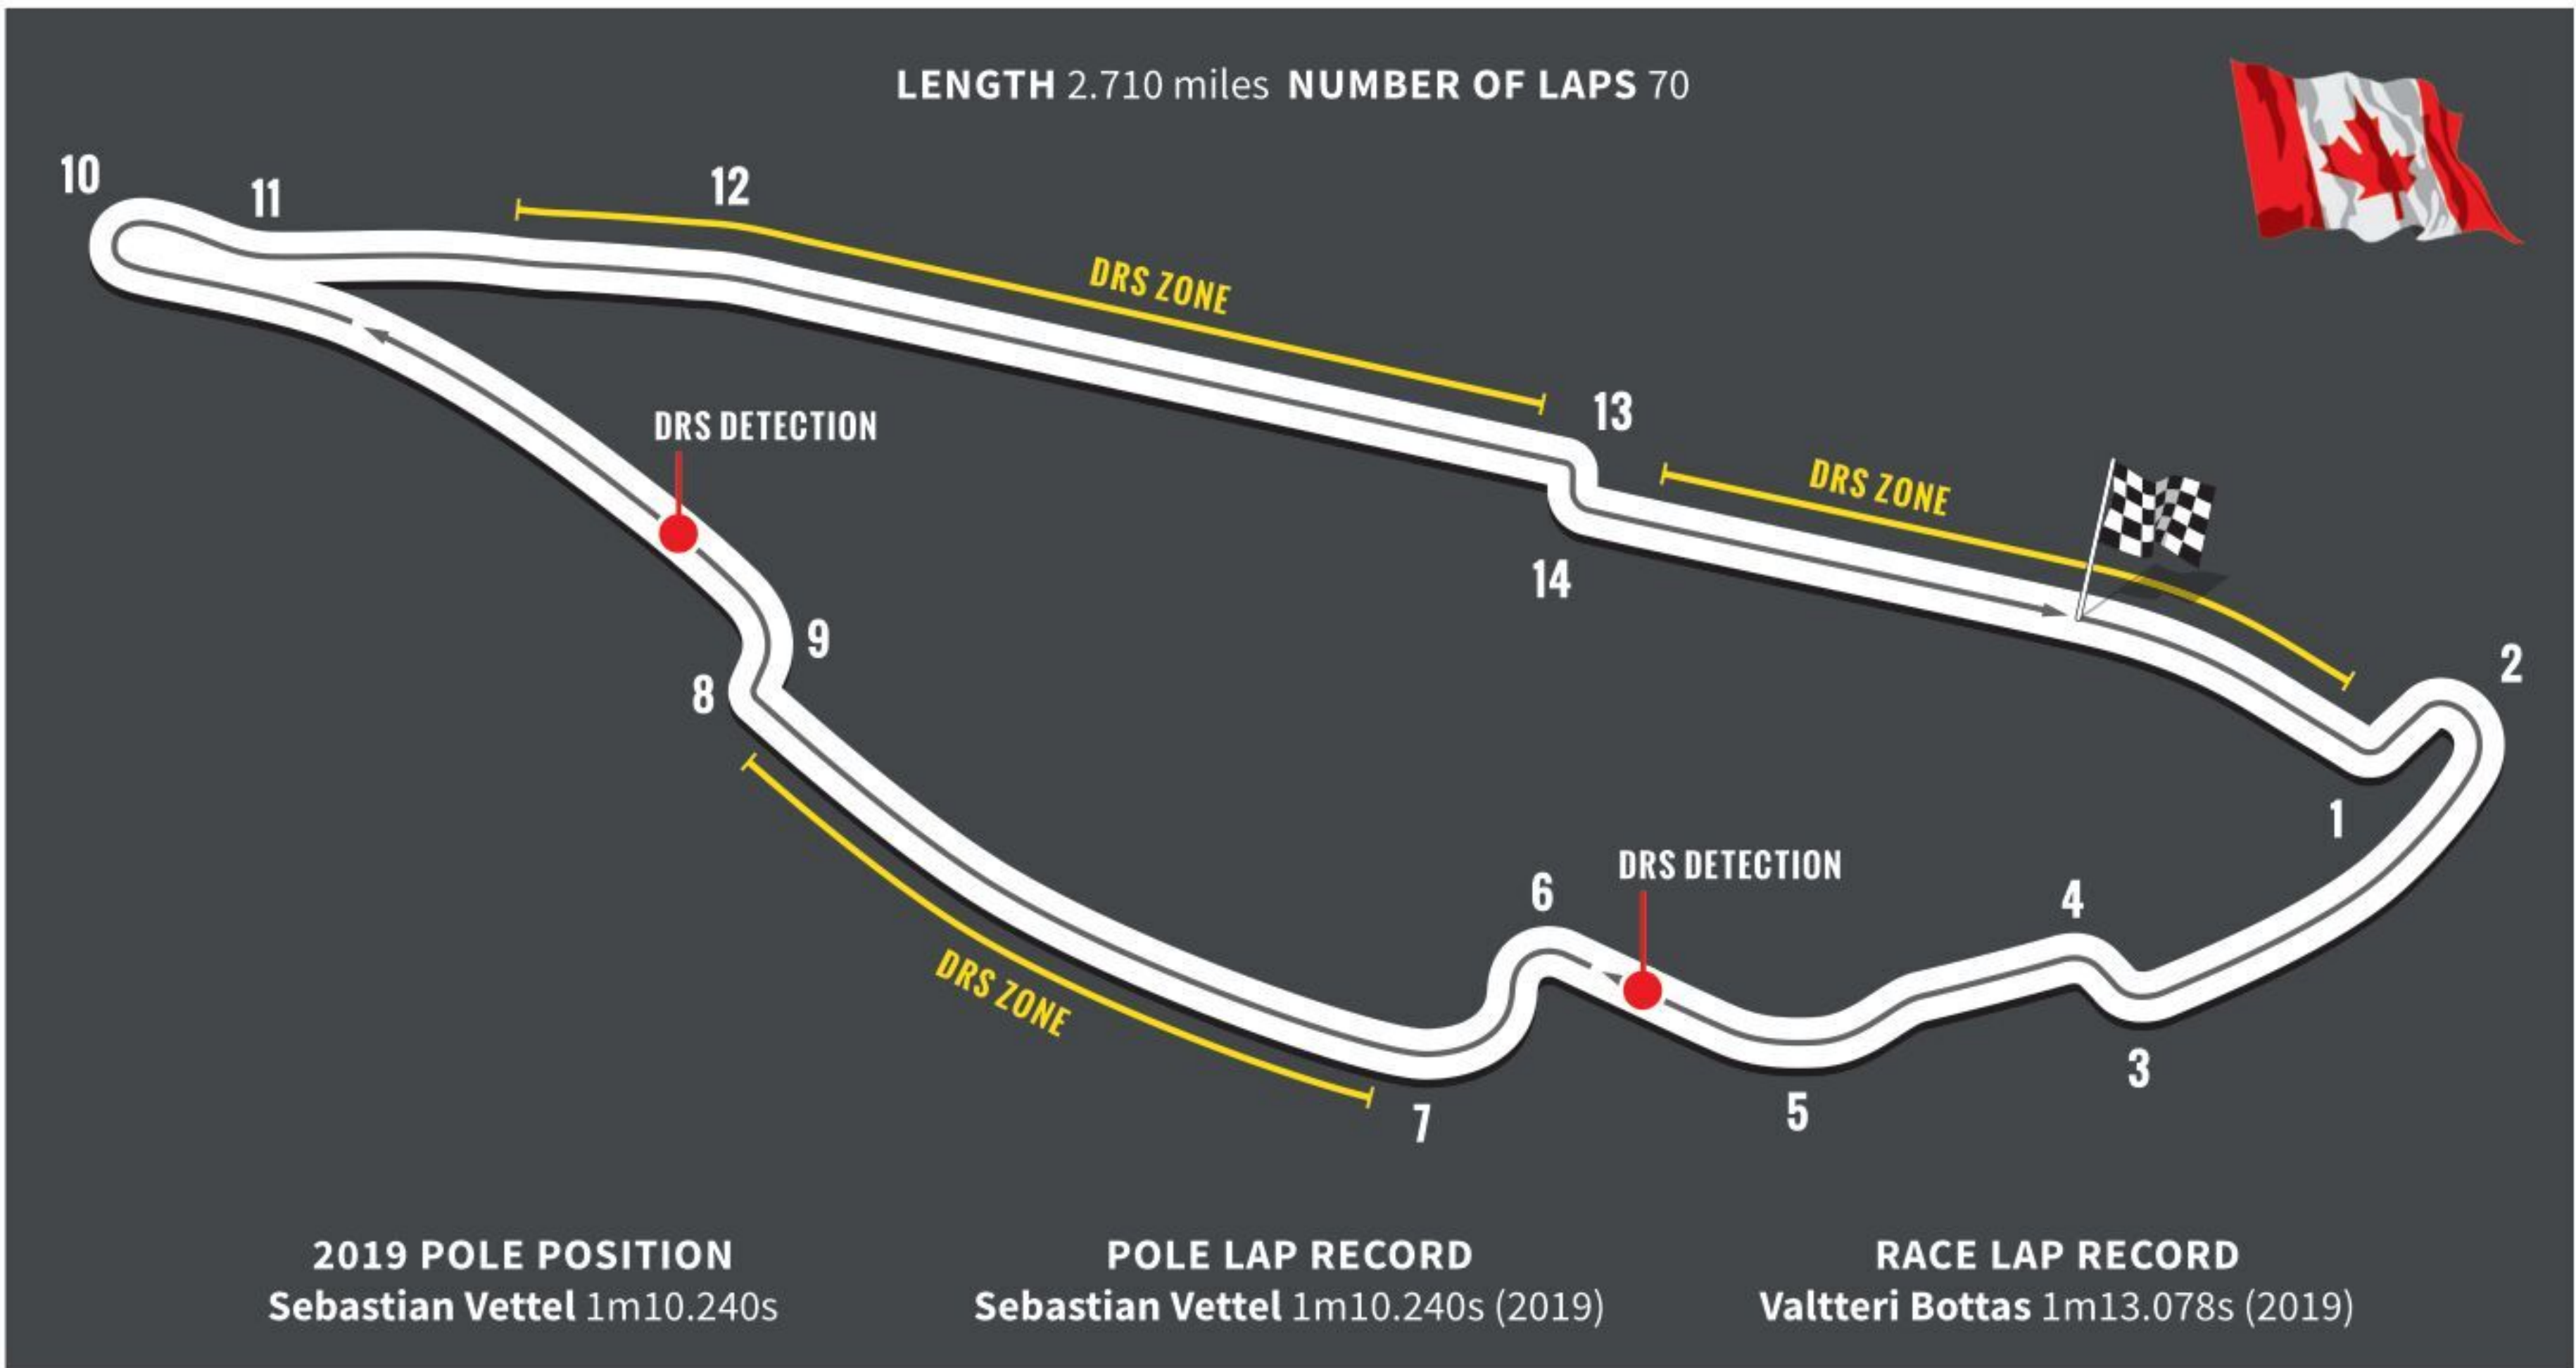 LENGTH 2.710 miles NUMBER OF LAPS 70
10
11
12
DRS ZONE
13
DRS DETECTION
DRS ZONE
14
9
2
8
1
DRS DETECTION
6
4
DRS ZONE
3
5
7
2019 POLE POSITION
Sebastian Vettel 1m10.240s
POLE LAP RECORD
Sebastian Vettel 1m10.240s (2019)
RACE LAP RECORD
Valtteri Bottas 1m13.078s (2019)